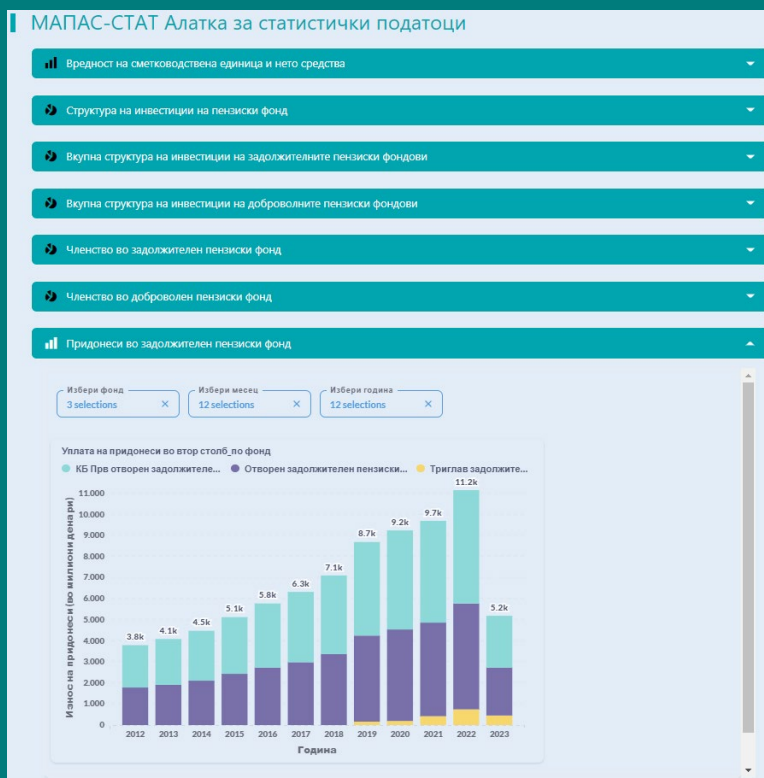 МАПАС-СТАТ Алатка за статистички податоци
Вредност на сметководствена единица и нето средства
Структура на инвестиции на пензиски фонд
Вкупна структура на инвестиции на задолжителните пензиски фондови
Вкупна структура на инвестиции на доброволните пензиски фондови
Членство во задолжителен пензиски фонд
Членство во доброволен пензиски фонд
Придонеси во задолжителен пензиски фонд
Избери фонд Избери месец Избери година
3 selections 12 selections 12 selections
Уплата на придонеси во втор столб_по фонд
КБ Прв отворен задолжителе... Отворен задолжителен пензиски... Триглав задолжите...
11.2k
11.000
10.000
9.7k
9.2k
9.000
8.7k
8.000
7.1k
7.000
6.3k
6.000
5.8k
5.2k
5.1k
5.000
4.5k
4.1k
4.000
3.8k
3.000
2.000
1.000
0
Износ на придонеси (во милиони денари)
2012 2013 2014 2015 2016 2017 2018 2019 2020 2021 2022 2023
Година